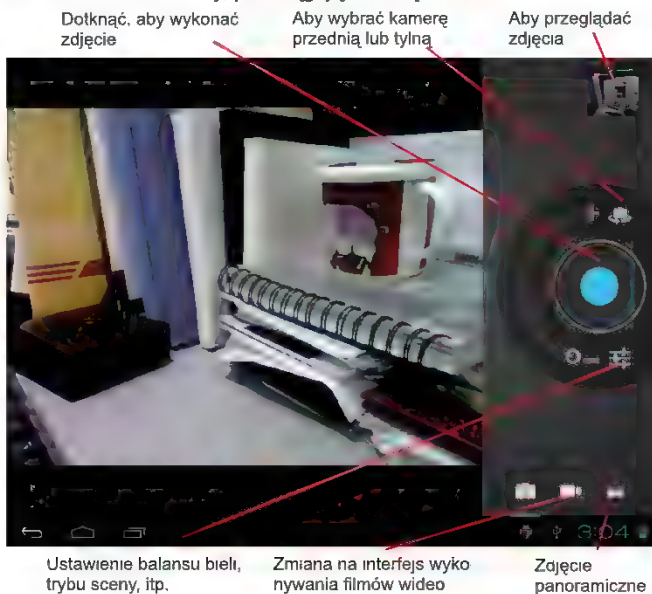 Dotknąć, aby wykonać
zdjęcie
Aby wybrać kamerę
przednią lub tylną
Aby przeglądać
zdjęcia
3:04
Ustawienie balansu bieli,
trybu sceny, itp.
Zmiana na interfejs wyko
nywania filmów wideo
Zdjęcie
panoramiczne